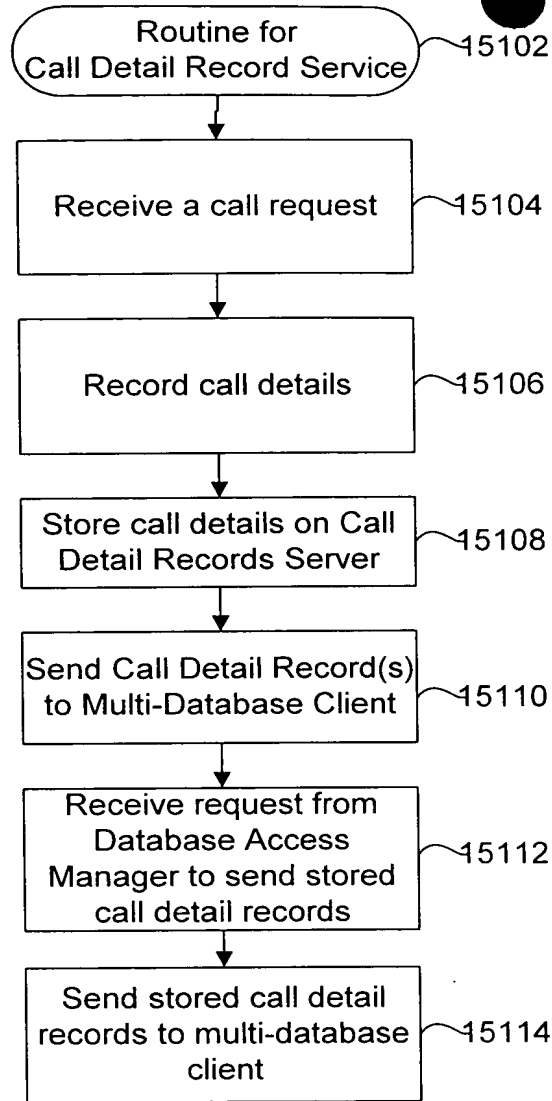 Routine for
Call Detail Record Service
15102
Receive a call request
15104
Record call details
15106
Store call details on Call
Detail Records Server
15108
Send Call Detail Record(s)
to Multi-Database Client
15110
Receive request from
Database Access
Manager to send stored
call detail records
15112
Send stored call detail
records to multi-database
client
15114